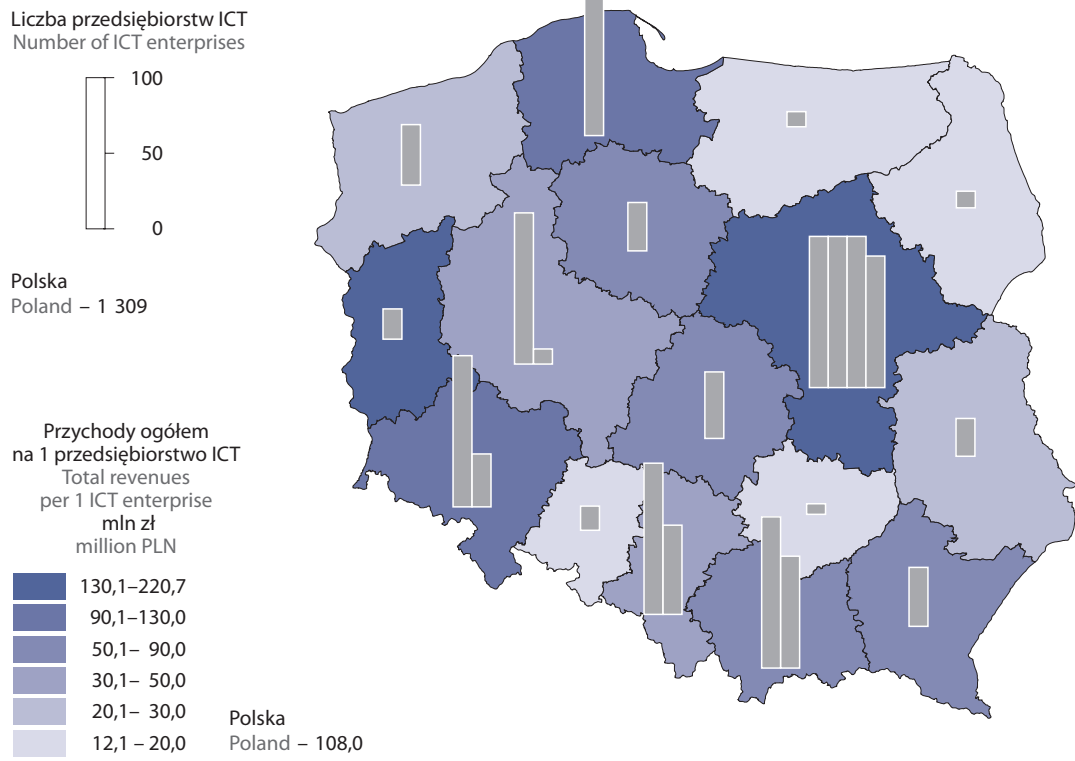 Liczba przedsiębiorstw ICT
Number of ICT enterprises
100
50
0
Polska
Poland – 1 309
Przychody ogółem
na 1 przedsiębiorstwo ICT
Total revenues
per 1 ICT enterprise
mln zł
million PLN
130,1–220,7
90,1–130,0
50,1– 90,0
30,1– 50,0
20,1– 30,0
12,1 – 20,0
Polska
Poland – 108,0